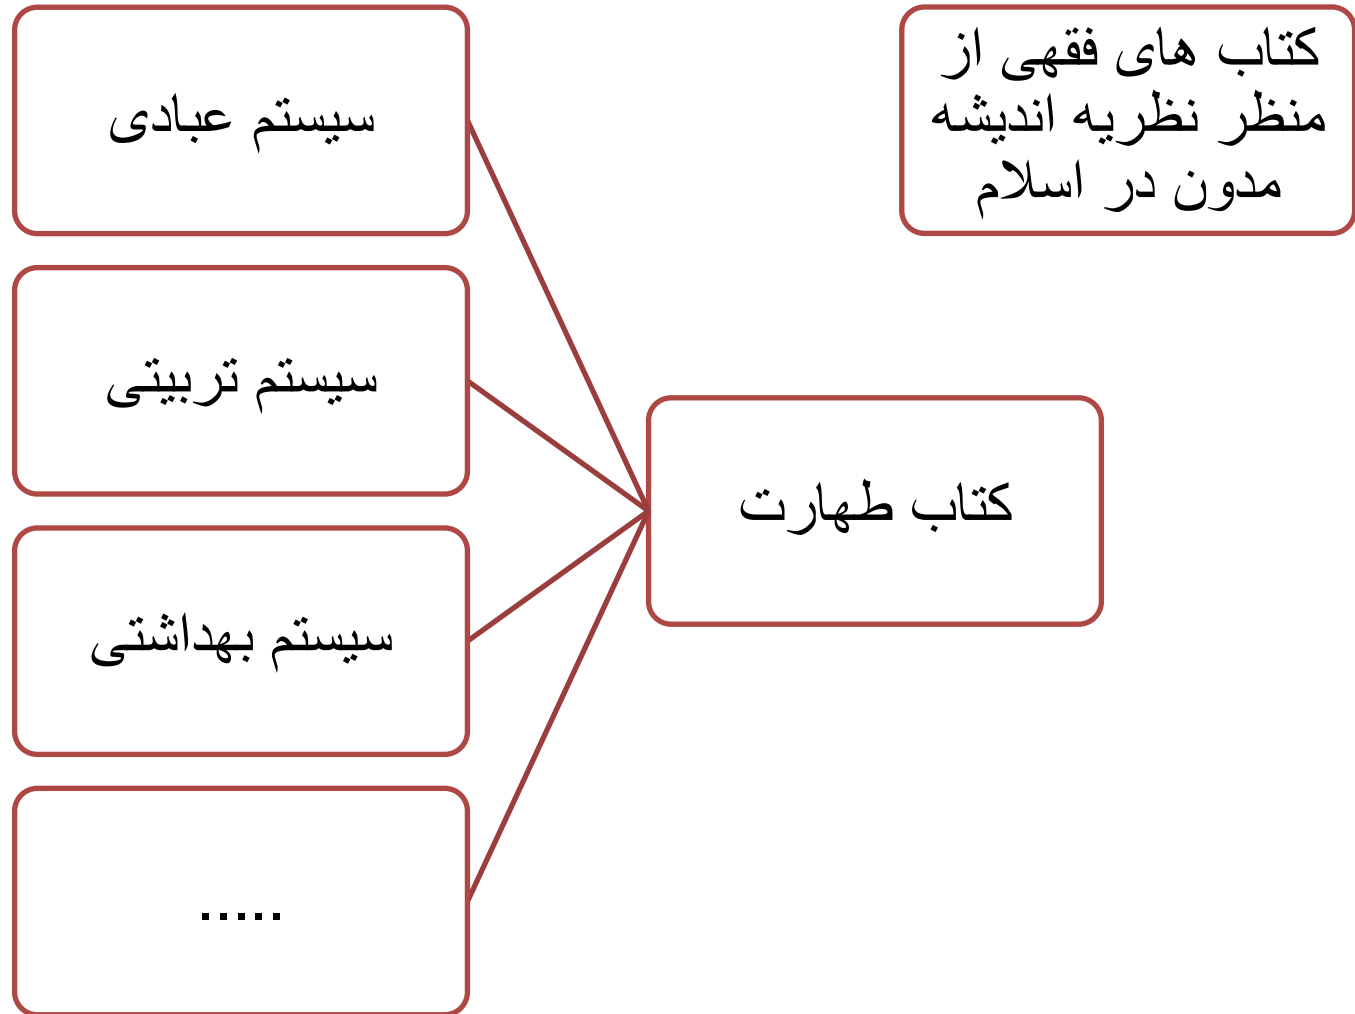 کتاب های فقهی از
منظر نظریه اندیشه
مدون در اسلام
کتاب طهارت
سیستم عبادی
سیستم تربیتی
سیستم بهداشتی
.....